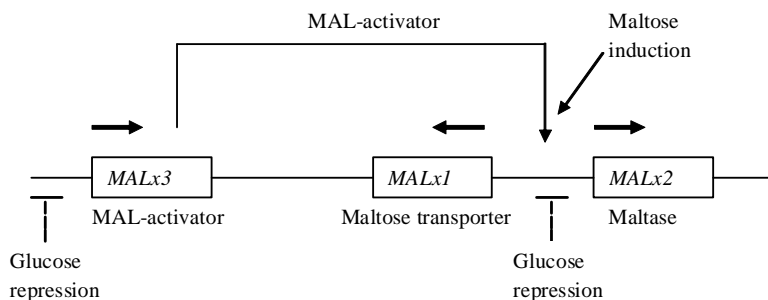 MAL-activator
Maltose
induction
MALx3
MALx1
MALx2
MAL-activator
Maltose transporter
Maltase
Glucose
repression
Glucose
repression